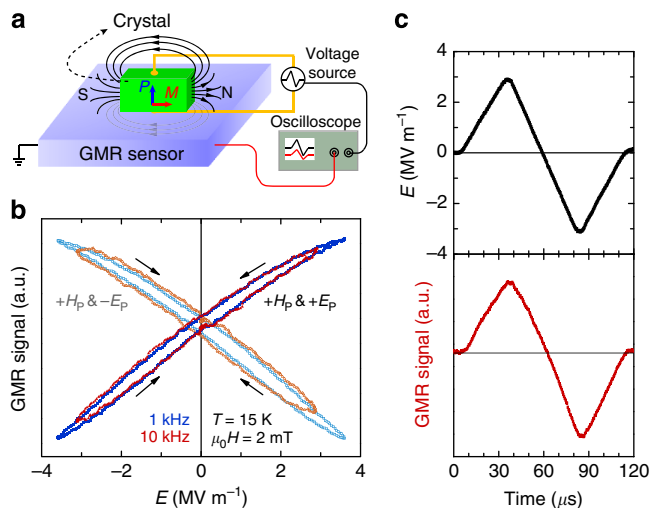 a
Crystal
Voltage
source
S
P
M
N
Oscilloscope
GMR sensor
b
GMR signal (a.u.)
+H_P & −E_P
+H_P & +E_P
1 kHz
10 kHz
T = 15 K
μ₀H = 2 mT
−4 −2 0 2 4
E (MV m⁻¹)
c
E (MV m⁻¹)
4
2
0
−2
−4
GMR signal (a.u.)
0 30 60 90 120
Time (μs)